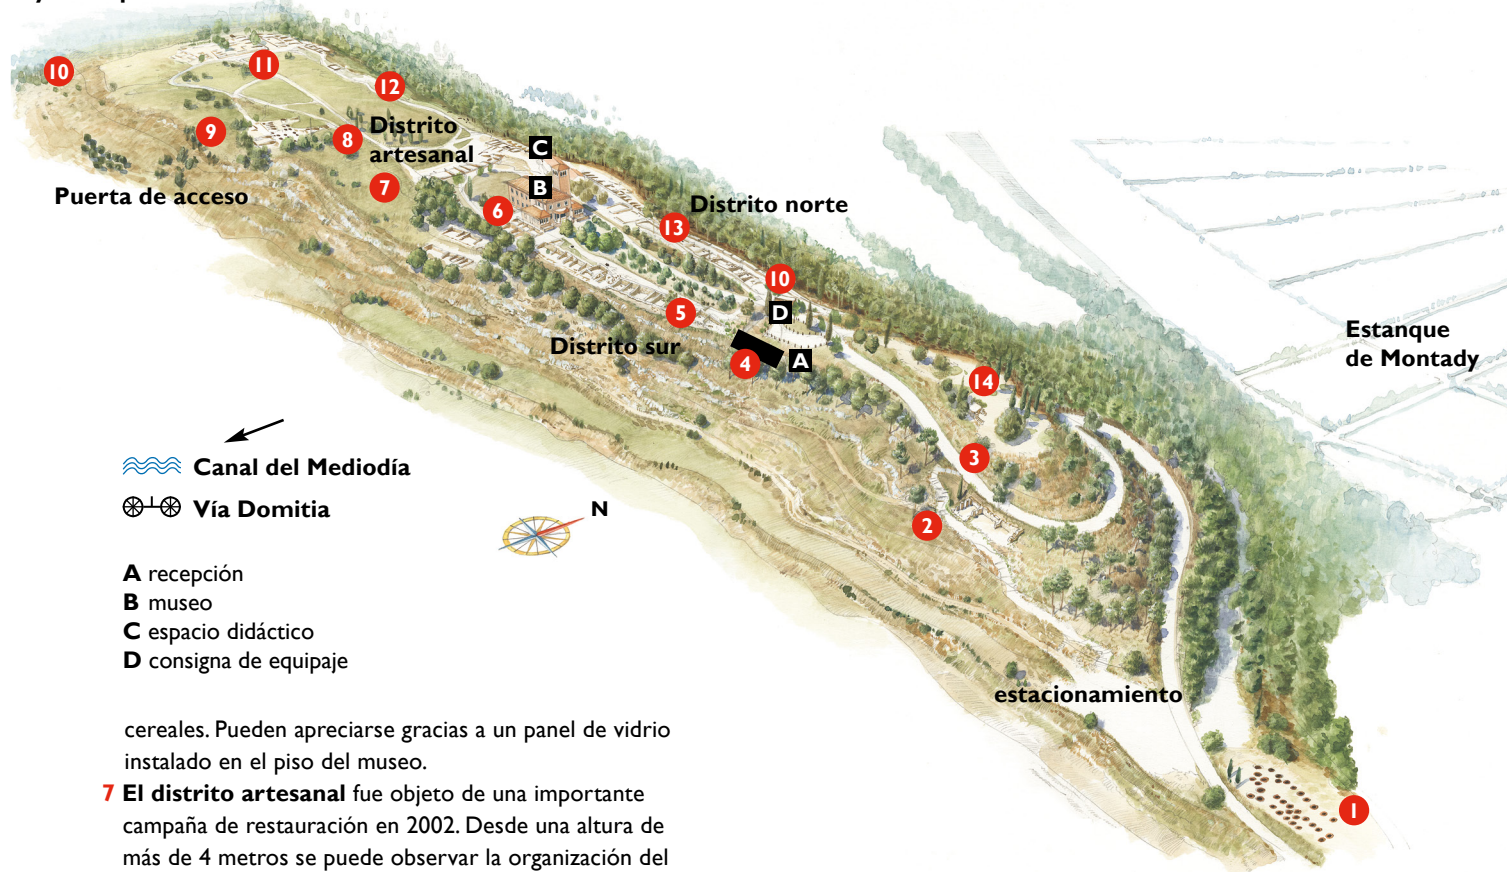 10
11
12
9
8
Distrito
artesanal
C
Puerta de acceso
7
B
6
Distrito norte
13
10
5
D
Distrito sur
4
A
Estanque
de Montady
14
3
2
Canal del Mediodía
Vía Domitia
N
A recepción
B museo
C espacio didáctico
D consigna de equipaje
estacionamiento
1
cereales. Pueden apreciarse gracias a un panel de vidrio
instalado en el piso del museo.
7 El distrito artesanal fue objeto de una importante
campaña de restauración en 2002. Desde una altura de
más de 4 metros se puede observar la organización del